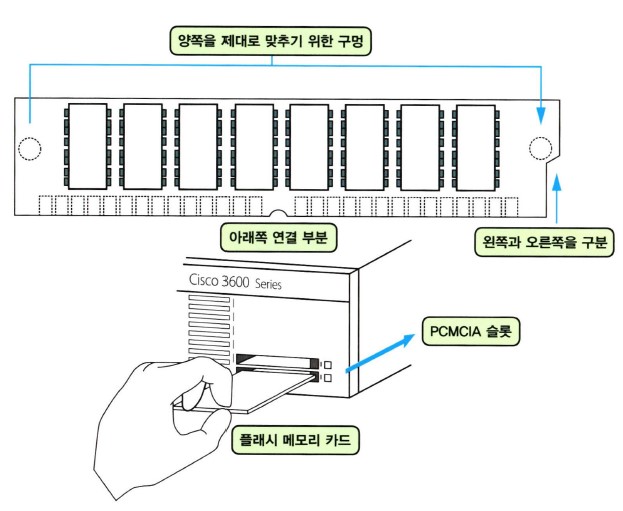 양쪽을 제대로 맞추기 위한 구멍
아래쪽 연결 부분
왼쪽과 오른쪽을 구분
Cisco 3600 Series
PCMCIA 슬롯
플래시 메모리 카드